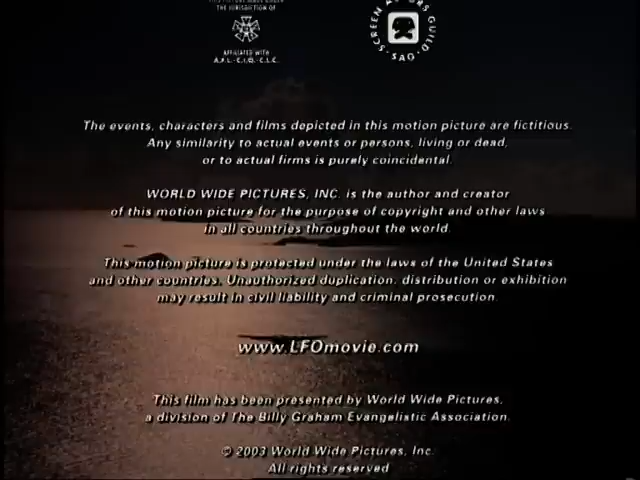 THE JURISDICTION OF
AFFILIATED WITH
A.F.L.-C.I.O.-C.L.C.
SCREEN ACTORS GUILD
SAG
The events, characters and films depicted in this motion picture are fictitious.
Any similarity to actual events or persons, living or dead,
or to actual firms is purely coincidental.
WORLD WIDE PICTURES, INC. is the author and creator
of this motion picture for the purpose of copyright and other laws
in all countries throughout the world.
This motion picture is protected under the laws of the United States
and other countries. Unauthorized duplication, distribution or exhibition
may result in civil liability and criminal prosecution.
www.LFOmovie.com
This film has been presented by World Wide Pictures,
a division of The Billy Graham Evangelistic Association.
© 2003 World Wide Pictures, Inc.
All rights reserved